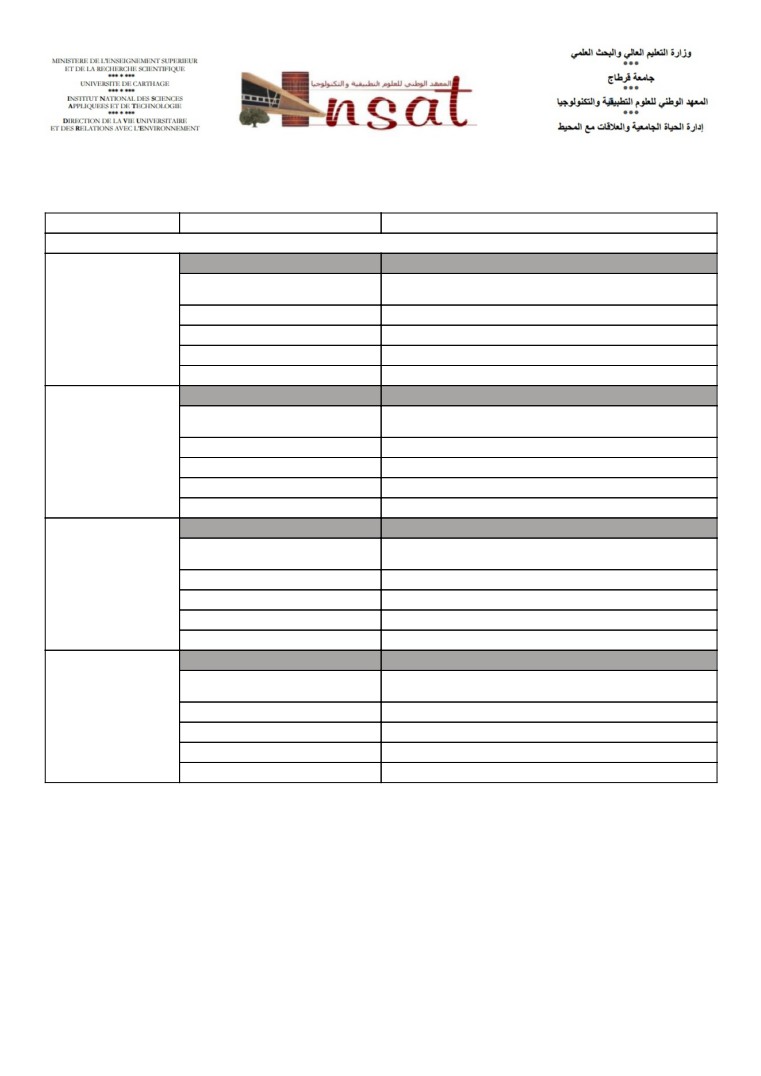 MINISTERE DE L'ENSEIGNEMENT SUPERIEUR
ET DE LA RECHERCHE SCIENTIFIQUE
*** * ***
UNIVERSITE DE CARTHAGE
*** * ***
INSTITUT NATIONAL DES SCIENCES
APPLIQUÉES ET DE TECHNOLOGIE
*** * ***
DIRECTION DE LA VIE UNIVERSITAIRE
ET DES RELATIONS AVEC L'ENVIRONNEMENT
المعهد الوطني للعلوم التطبيقية والتكنولوجيا
Insat
وزارة التعليم العالي والبحث العلمي
***
جامعة قرطاج
***
المعهد الوطني للعلوم التطبيقية والتكنولوجيا
***
إدارة الحياة الجامعية والعلاقات مع المحيط